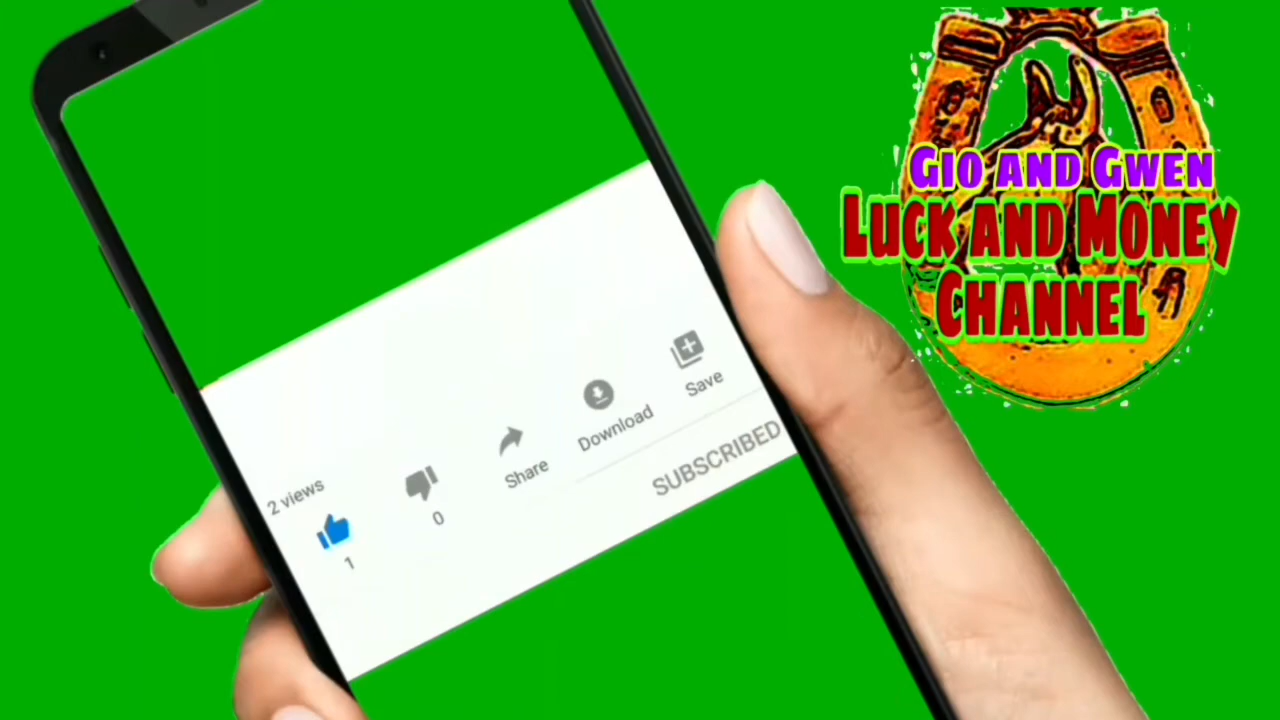 Gio and Gwen
Luck and Money
Channel
2 views
1
0
Share
Download
Save
SUBSCRIBED